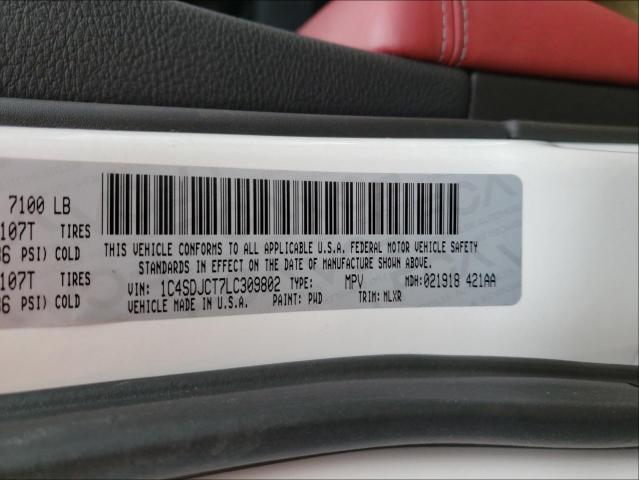 7100 LB
107T TIRES
36 PSI) COLD
107T TIRES
36 PSI) COLD
THIS VEHICLE CONFORMS TO ALL APPLICABLE U.S.A. FEDERAL MOTOR VEHICLE SAFETY
STANDARDS IN EFFECT ON THE DATE OF MANUFACTURE SHOWN ABOVE.
VIN: 1C4SDJCT7LC309802 TYPE: MPV MDH:021918 421AA
VEHICLE MADE IN U.S.A. PAINT: PWD TRIM: MLXR